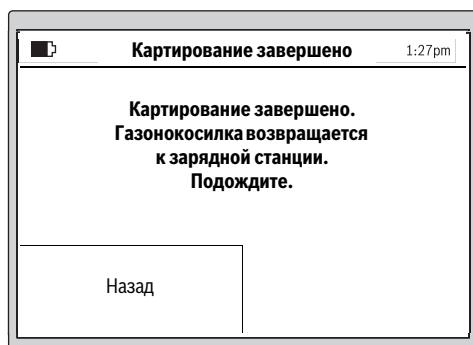 Картирование завершено
1:27pm
Картирование завершено.
Газонокосилка возвращается
к зарядной станции.
Подождите.
Назад